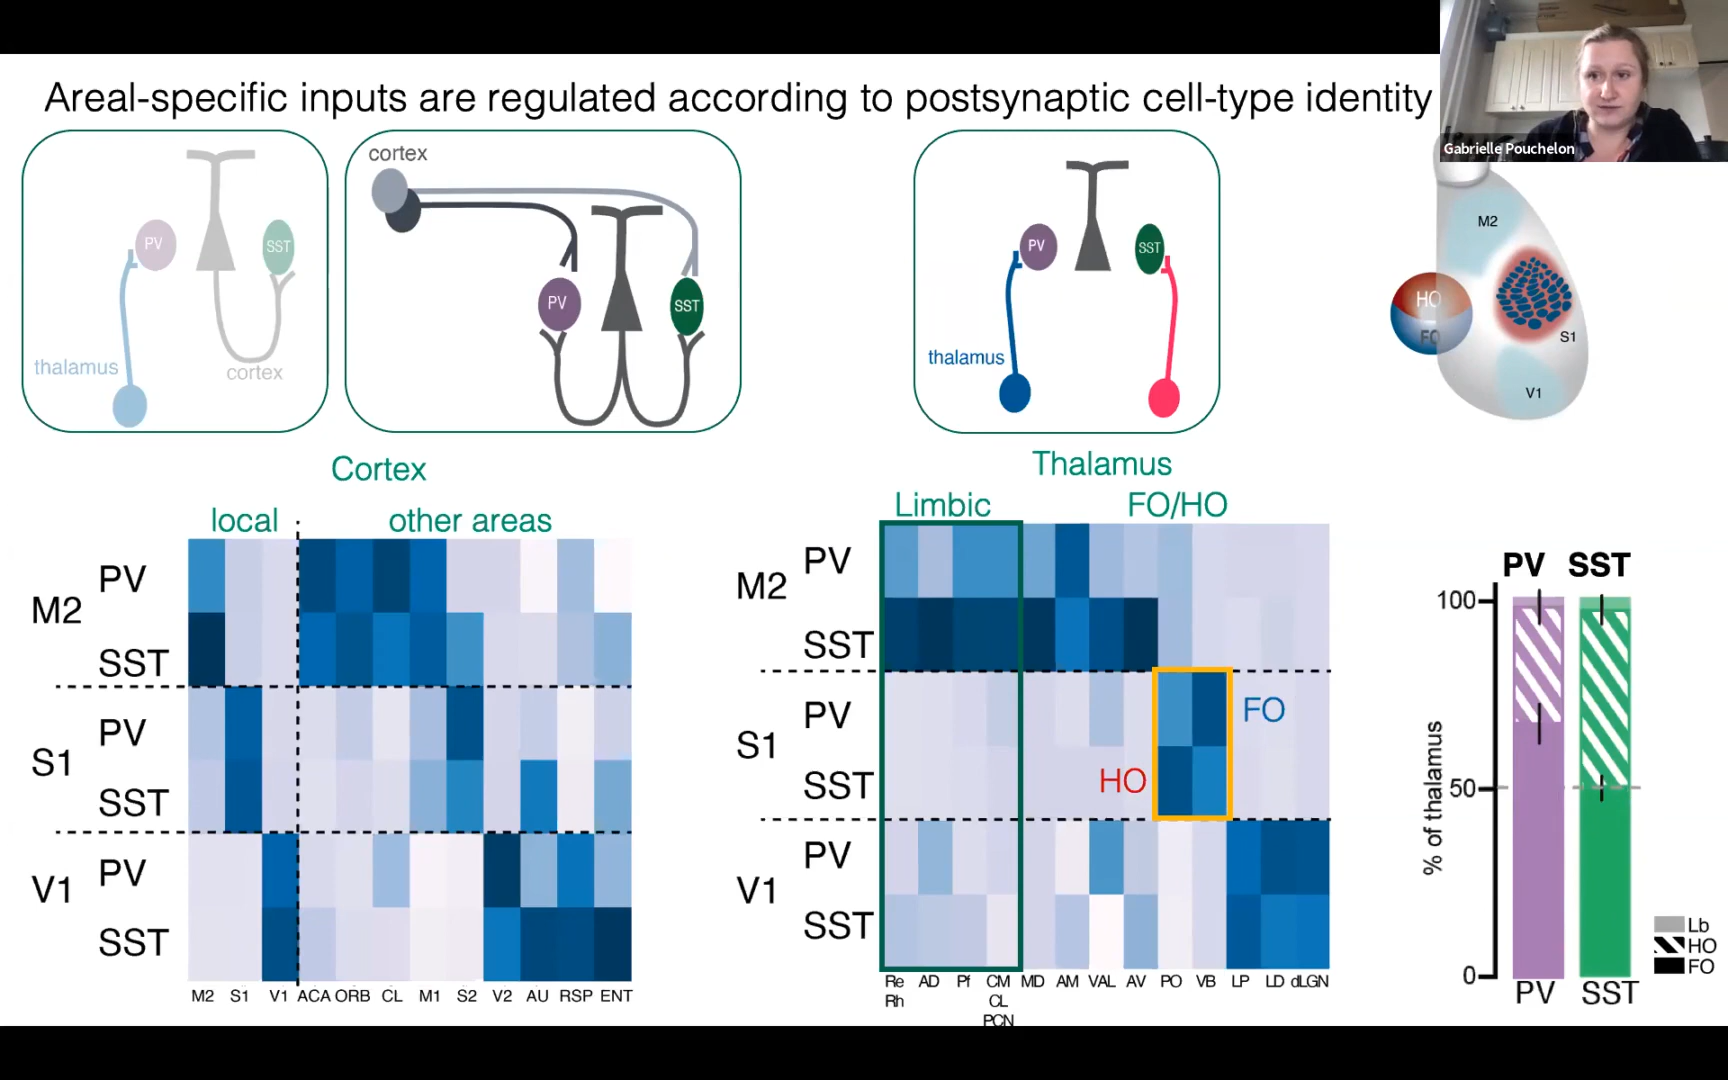 Areal-specific inputs are regulated according to postsynaptic cell-type identity
Gabrielle Pouchelon
PV
SST
thalamus
cortex
cortex
PV
SST
PV
SST
thalamus
M2
HO
FO
S1
V1
Cortex
local
other areas
M2
PV
SST
S1
PV
SST
V1
PV
SST
M2 S1 V1 ACA ORB CL M1 S2 V2 AU RSP ENT
Thalamus
Limbic
FO/HO
M2
PV
SST
S1
PV
FO
HO
SST
V1
PV
SST
Re AD Pf CM MD AM VAL AV PO VB LP LD dLGN
Rh CL
PCN
PV SST
100
50
0
% of thalamus
PV SST
Lb
HO
FO